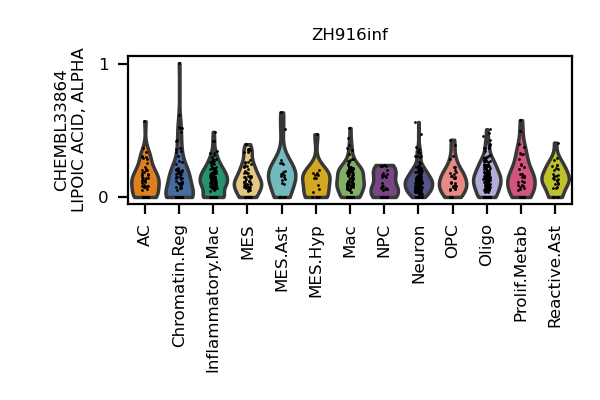 ZH916inf
CHEMBL33864
LIPOIC ACID, ALPHA
1
0
AC
Chromatin.Reg
Inflammatory.Mac
MES
MES.Ast
MES.Hyp
Mac
NPC
Neuron
OPC
Oligo
Prolif.Metab
Reactive.Ast